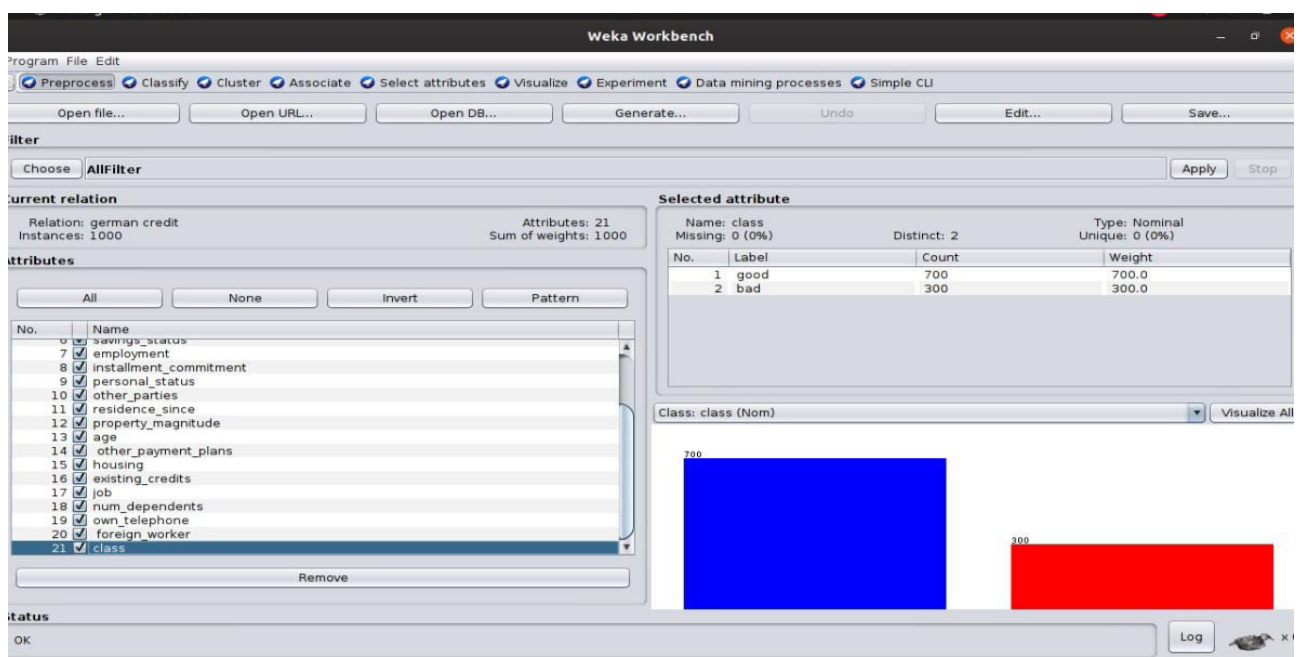 Weka Workbench
Program File Edit
Preprocess Classify Cluster Associate Select attributes Visualize Experiment Data mining processes Simple CLI
Open file... Open URL... Open DB... Generate... Undo Edit... Save...
ilter
Choose AllFilter Apply Stop
Current relation
Relation: german credit Attributes: 21
Instances: 1000 Sum of weights: 1000
Attributes
All None Invert Pattern
No. Name
6 savings_status
7 employment
8 installment_commitment
9 personal_status
10 other_parties
11 residence_since
12 property_magnitude
13 age
14 other_payment_plans
15 housing
16 existing_credits
17 job
18 num_dependents
19 own_telephone
20 foreign_worker
21 class
Remove
Selected attribute
Name: class Type: Nominal
Missing: 0 (0%) Distinct: 2 Unique: 0 (0%)
No. Label Count Weight
1 good 700 700.0
2 bad 300 300.0
Class: class (Nom) Visualize All
700
300
Status
OK Log x